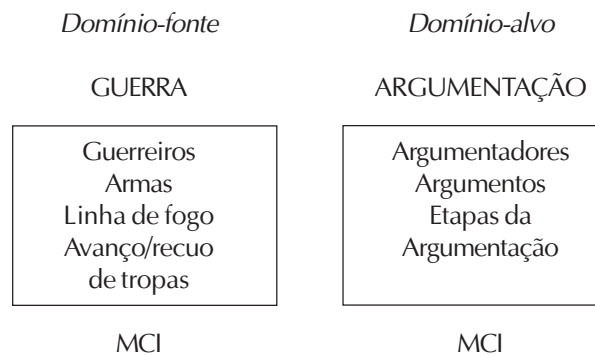 Domínio-fonte
GUERRA
Guerreiros
Armas
Linha de fogo
Avanço/recuo
de tropas
MCI
Domínio-alvo
ARGUMENTAÇÃO
Argumentadores
Argumentos
Etapas da
Argumentação
MCI